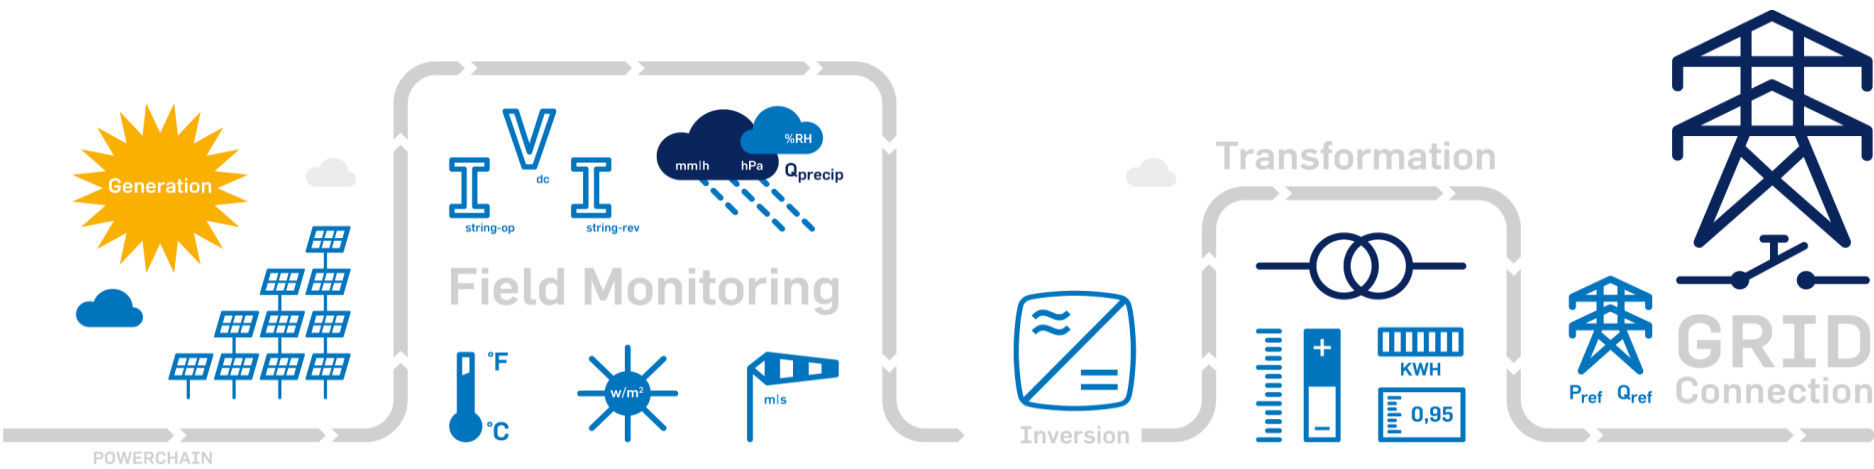 Generation
POWERCHAIN
V
dc
I
string-op
I
string-rev
%RH
mm|h
hPa
Qprecip
Field Monitoring
°F
°C
w/m²
m|s
Inversion
Transformation
+
−
KWH
0,95
Pref Qref
GRID
Connection